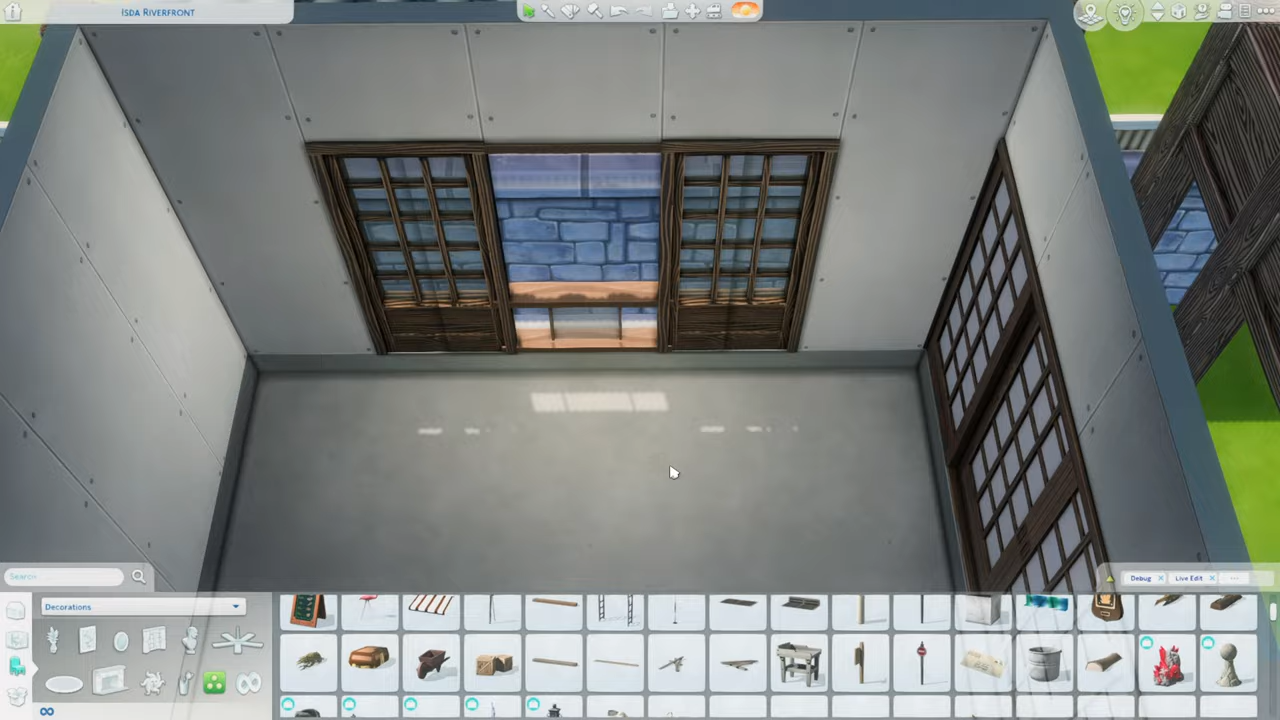 Isda Riverfront
Search...
Debug
Live Edit
Decorations